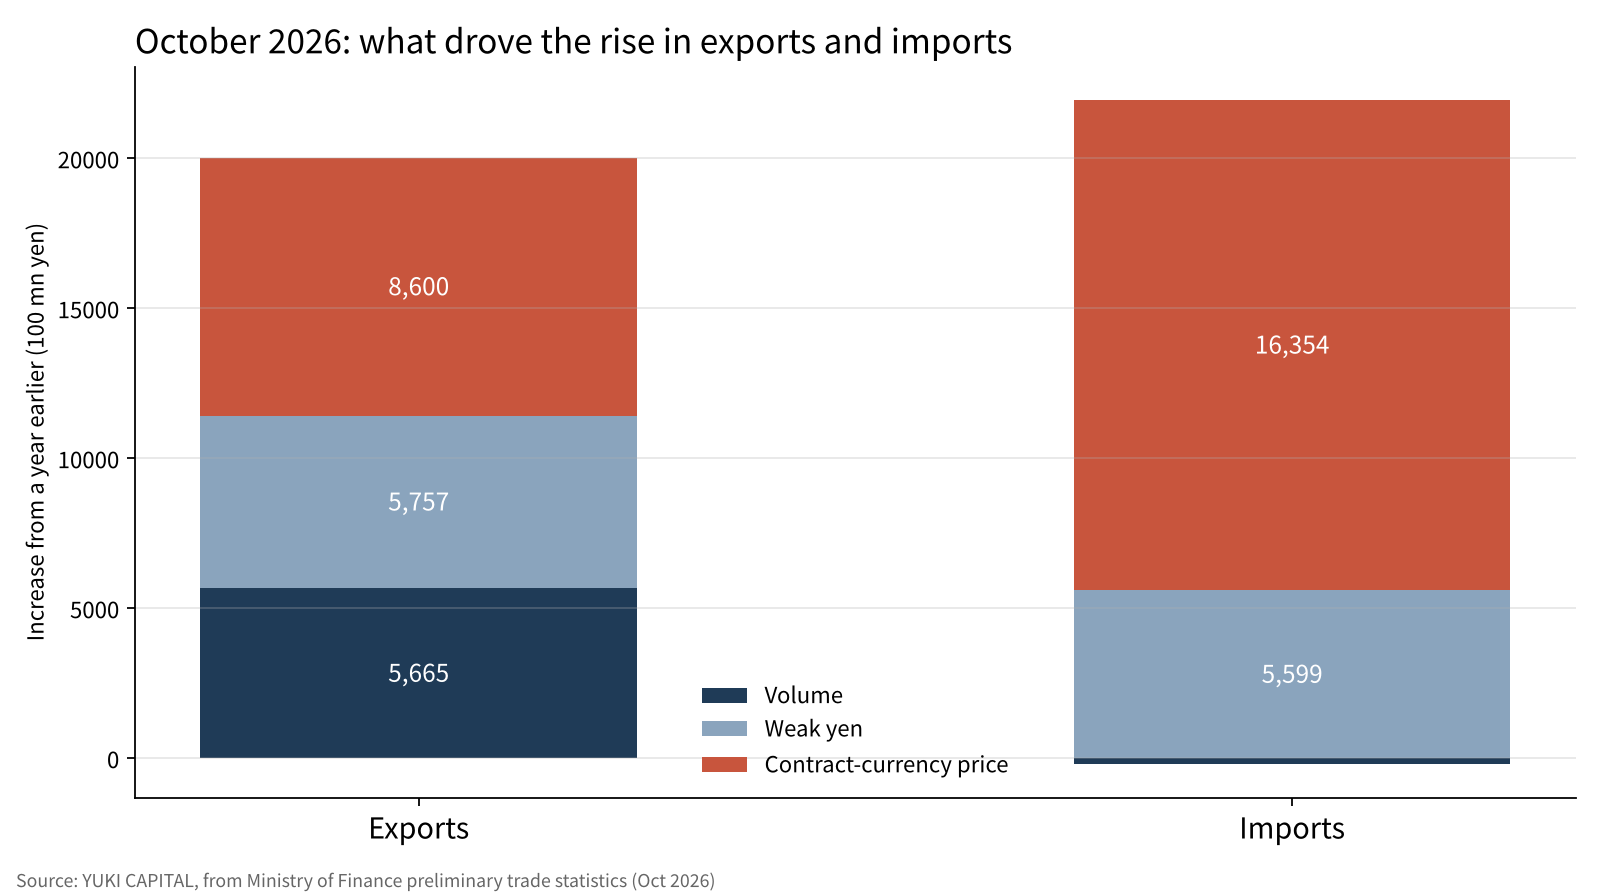 October 2026: what drove the rise in exports and imports
Increase from a year earlier (100 mn yen)
20000
15000
10000
5000
0
8,600
5,757
5,665
16,354
5,599
Volume
Weak yen
Contract-currency price
Exports
Imports
Source: YUKI CAPITAL, from Ministry of Finance preliminary trade statistics (Oct 2026)